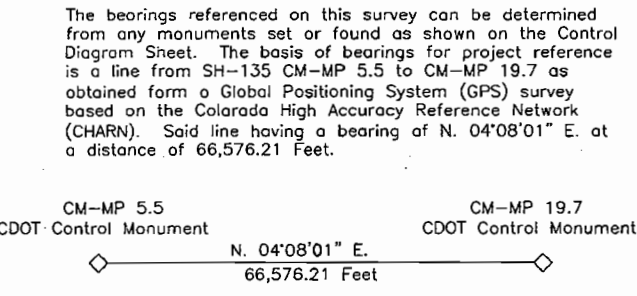 The bearings referenced on this survey can be determined
from any monuments set or found as shown on the Control
Diagram Sheet. The basis of bearings for project reference
is a line from SH-135 CM-MP 5.5 to CM-MP 19.7 as
obtained form a Global Positioning System (GPS) survey
based on the Colorado High Accuracy Reference Network
(CHARN). Said line having a bearing of N. 04°08'01" E. at
a distance of 66,576.21 Feet.
CM-MP 5.5 CM-MP 19.7
CDOT Control Monument CDOT Control Monument
N. 04°08'01" E.
66,576.21 Feet